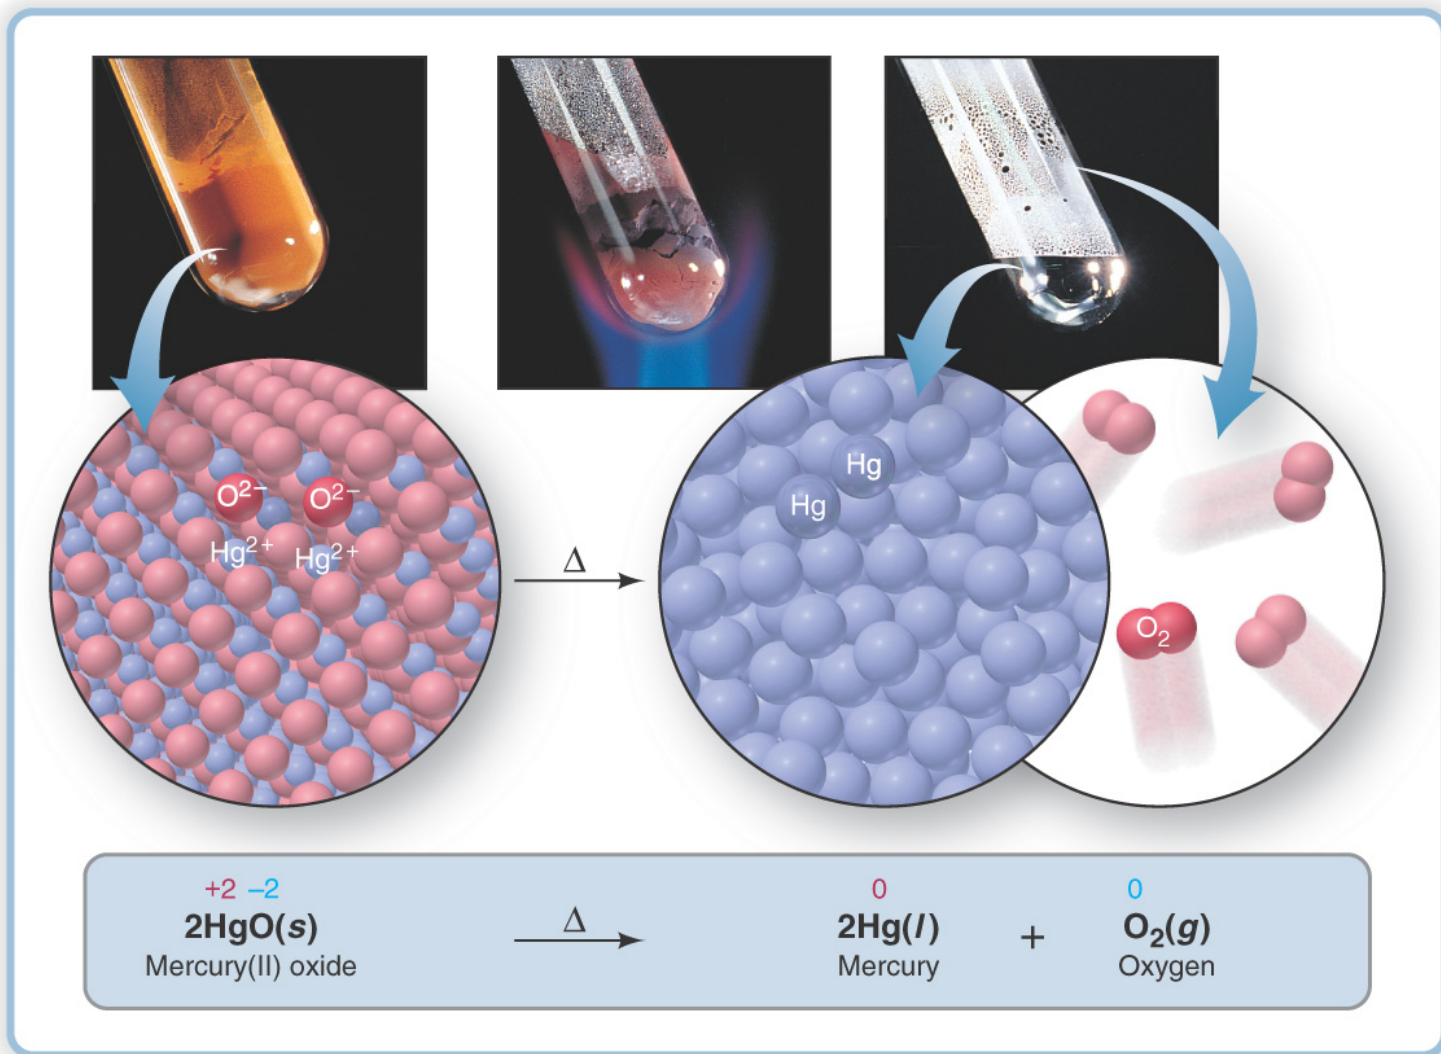 O²⁻ O²⁻
Hg²⁺ Hg²⁺
Δ
Hg
Hg
O₂
+2 –2
2HgO(s)
Mercury(II) oxide
Δ
0
2Hg(l)
Mercury
+
0
O₂(g)
Oxygen